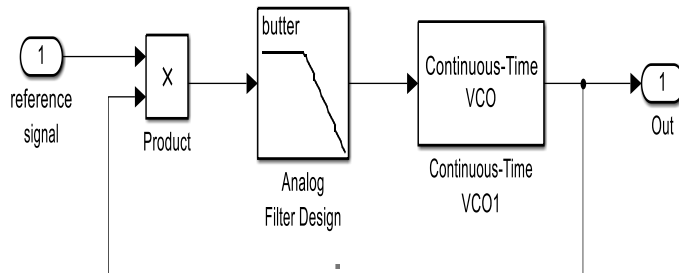 1
reference
signal
X
Product
butter
Analog
Filter Design
Continuous-Time
VCO
Continuous-Time
VCO1
1
Out